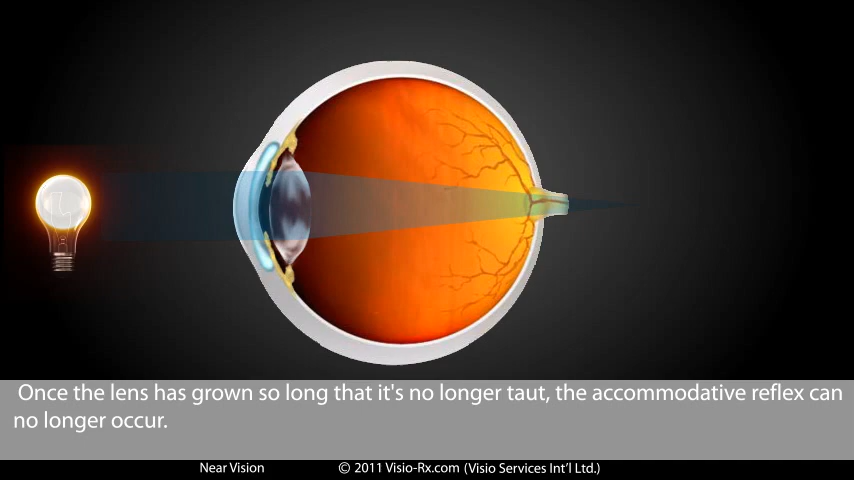 Once the lens has grown so long that it's no longer taut, the accommodative reflex can
no longer occur.
Near Vision © 2011 Visio-Rx.com (Visio Services Int'l Ltd.)